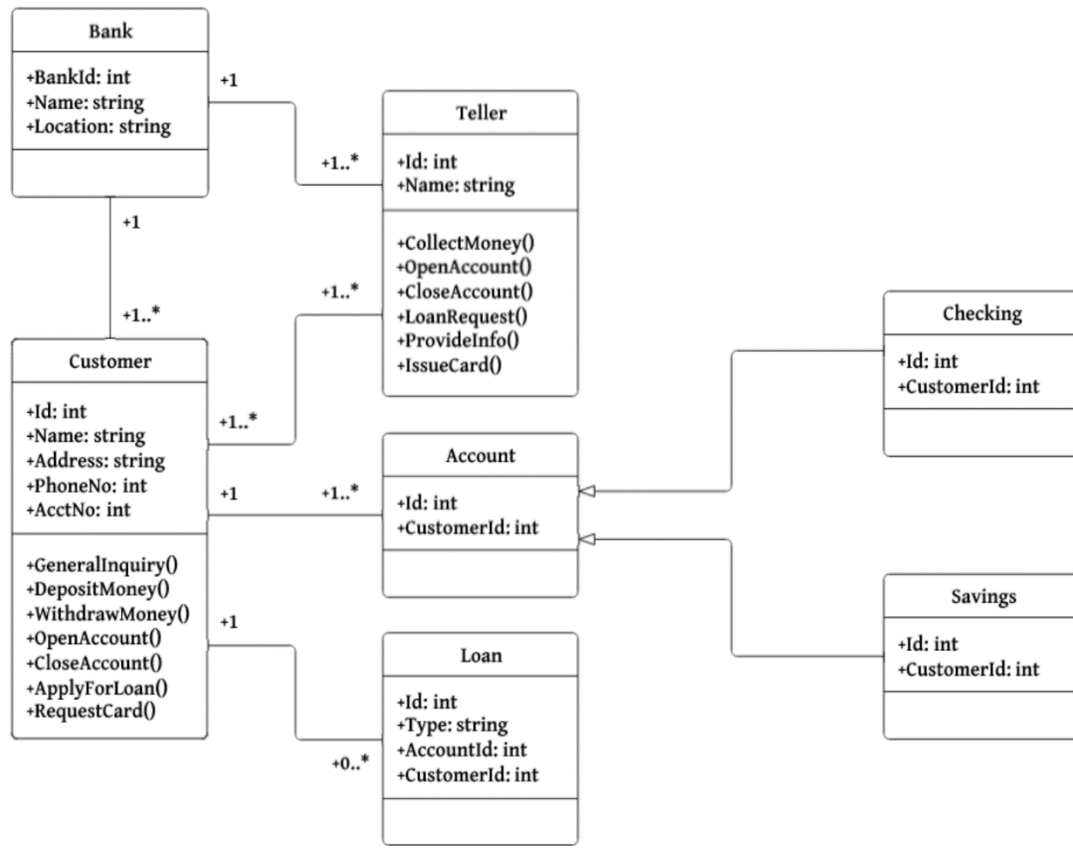 Bank
+BankId: int
+Name: string
+Location: string
+1
+1..*
Teller
+Id: int
+Name: string
+CollectMoney()
+OpenAccount()
+CloseAccount()
+LoanRequest()
+ProvideInfo()
+IssueCard()
+1
+1..*
+1..*
+1..*
Customer
+Id: int
+Name: string
+Address: string
+PhoneNo: int
+AcctNo: int
+GeneralInquiry()
+DepositMoney()
+WithdrawMoney()
+OpenAccount()
+CloseAccount()
+ApplyForLoan()
+RequestCard()
+1
+1..*
Account
+Id: int
+CustomerId: int
+1
+0..*
Loan
+Id: int
+Type: string
+AccountId: int
+CustomerId: int
Checking
+Id: int
+CustomerId: int
Savings
+Id: int
+CustomerId: int